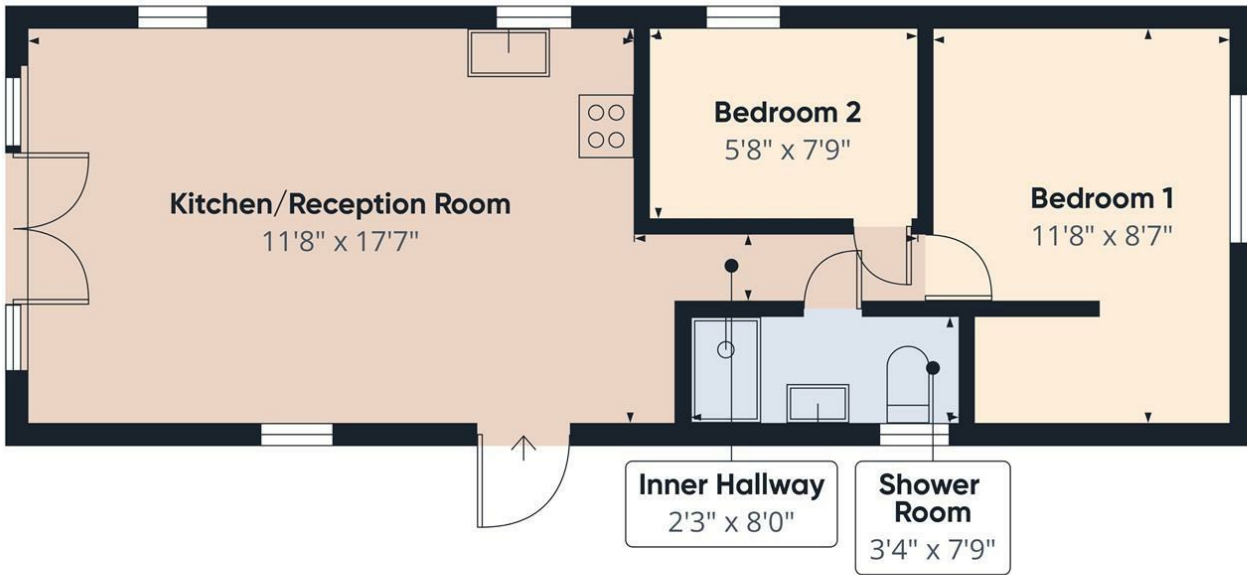 Kitchen/Reception Room
11'8" x 17'7"
Bedroom 2
5'8" x 7'9"
Bedroom 1
11'8" x 8'7"
Inner Hallway
2'3" x 8'0"
Shower
Room
3'4" x 7'9"